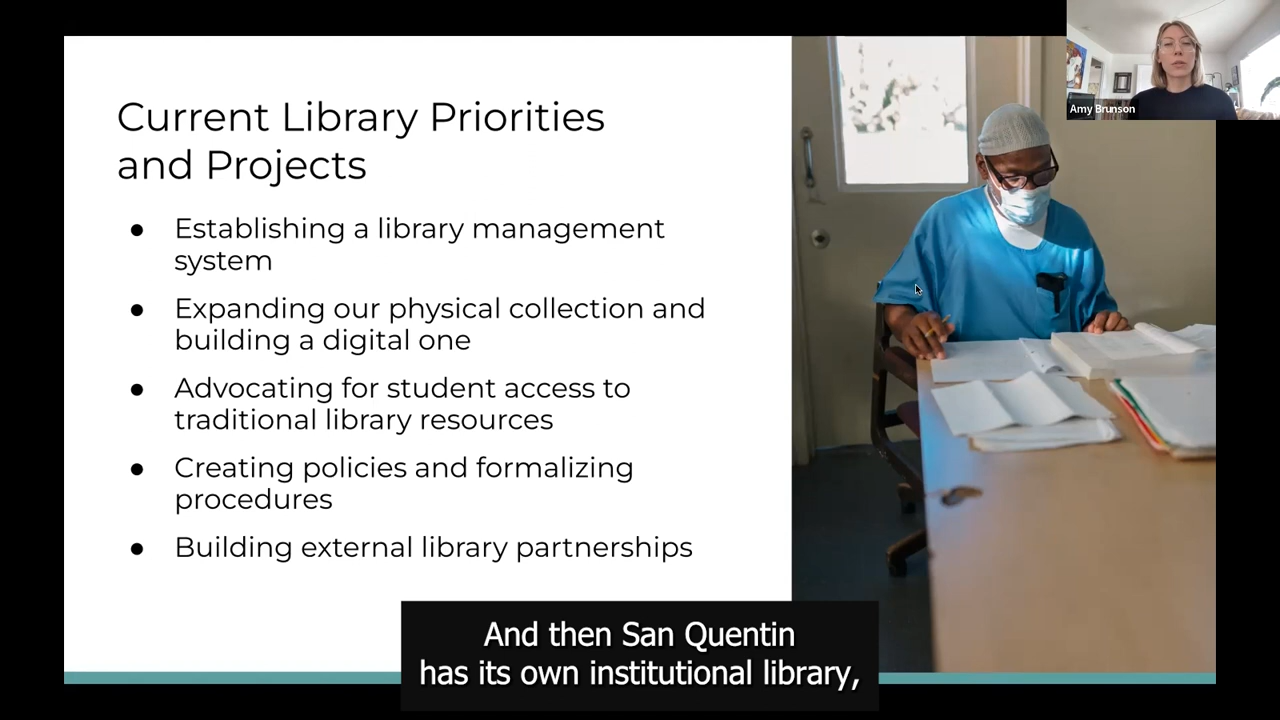 Current Library Priorities
and Projects
● Establishing a library management
system
● Expanding our physical collection and
building a digital one
● Advocating for student access to
traditional library resources
● Creating policies and formalizing
procedures
● Building external library partnerships
Amy Brunson
And then San Quentin
has its own institutional library,